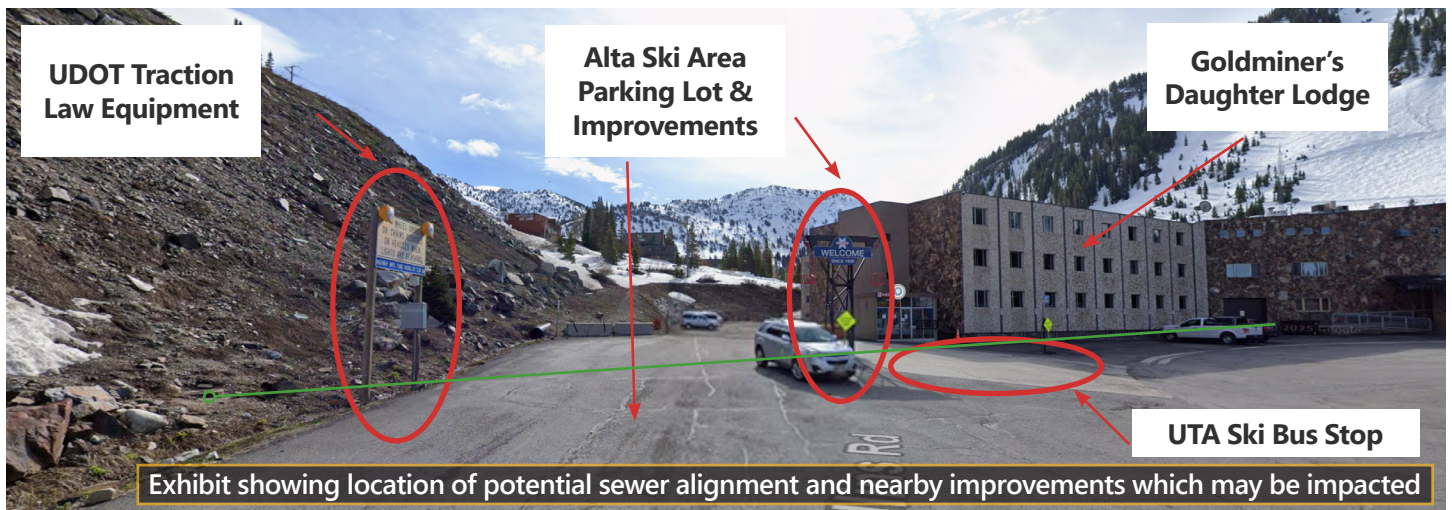 UDOT Traction
Law Equipment
Alta Ski Area
Parking Lot &
Improvements
Goldminer's
Daughter Lodge
WELCOME
UTA Ski Bus Stop
Exhibit showing location of potential sewer alignment and nearby improvements which may be impacted